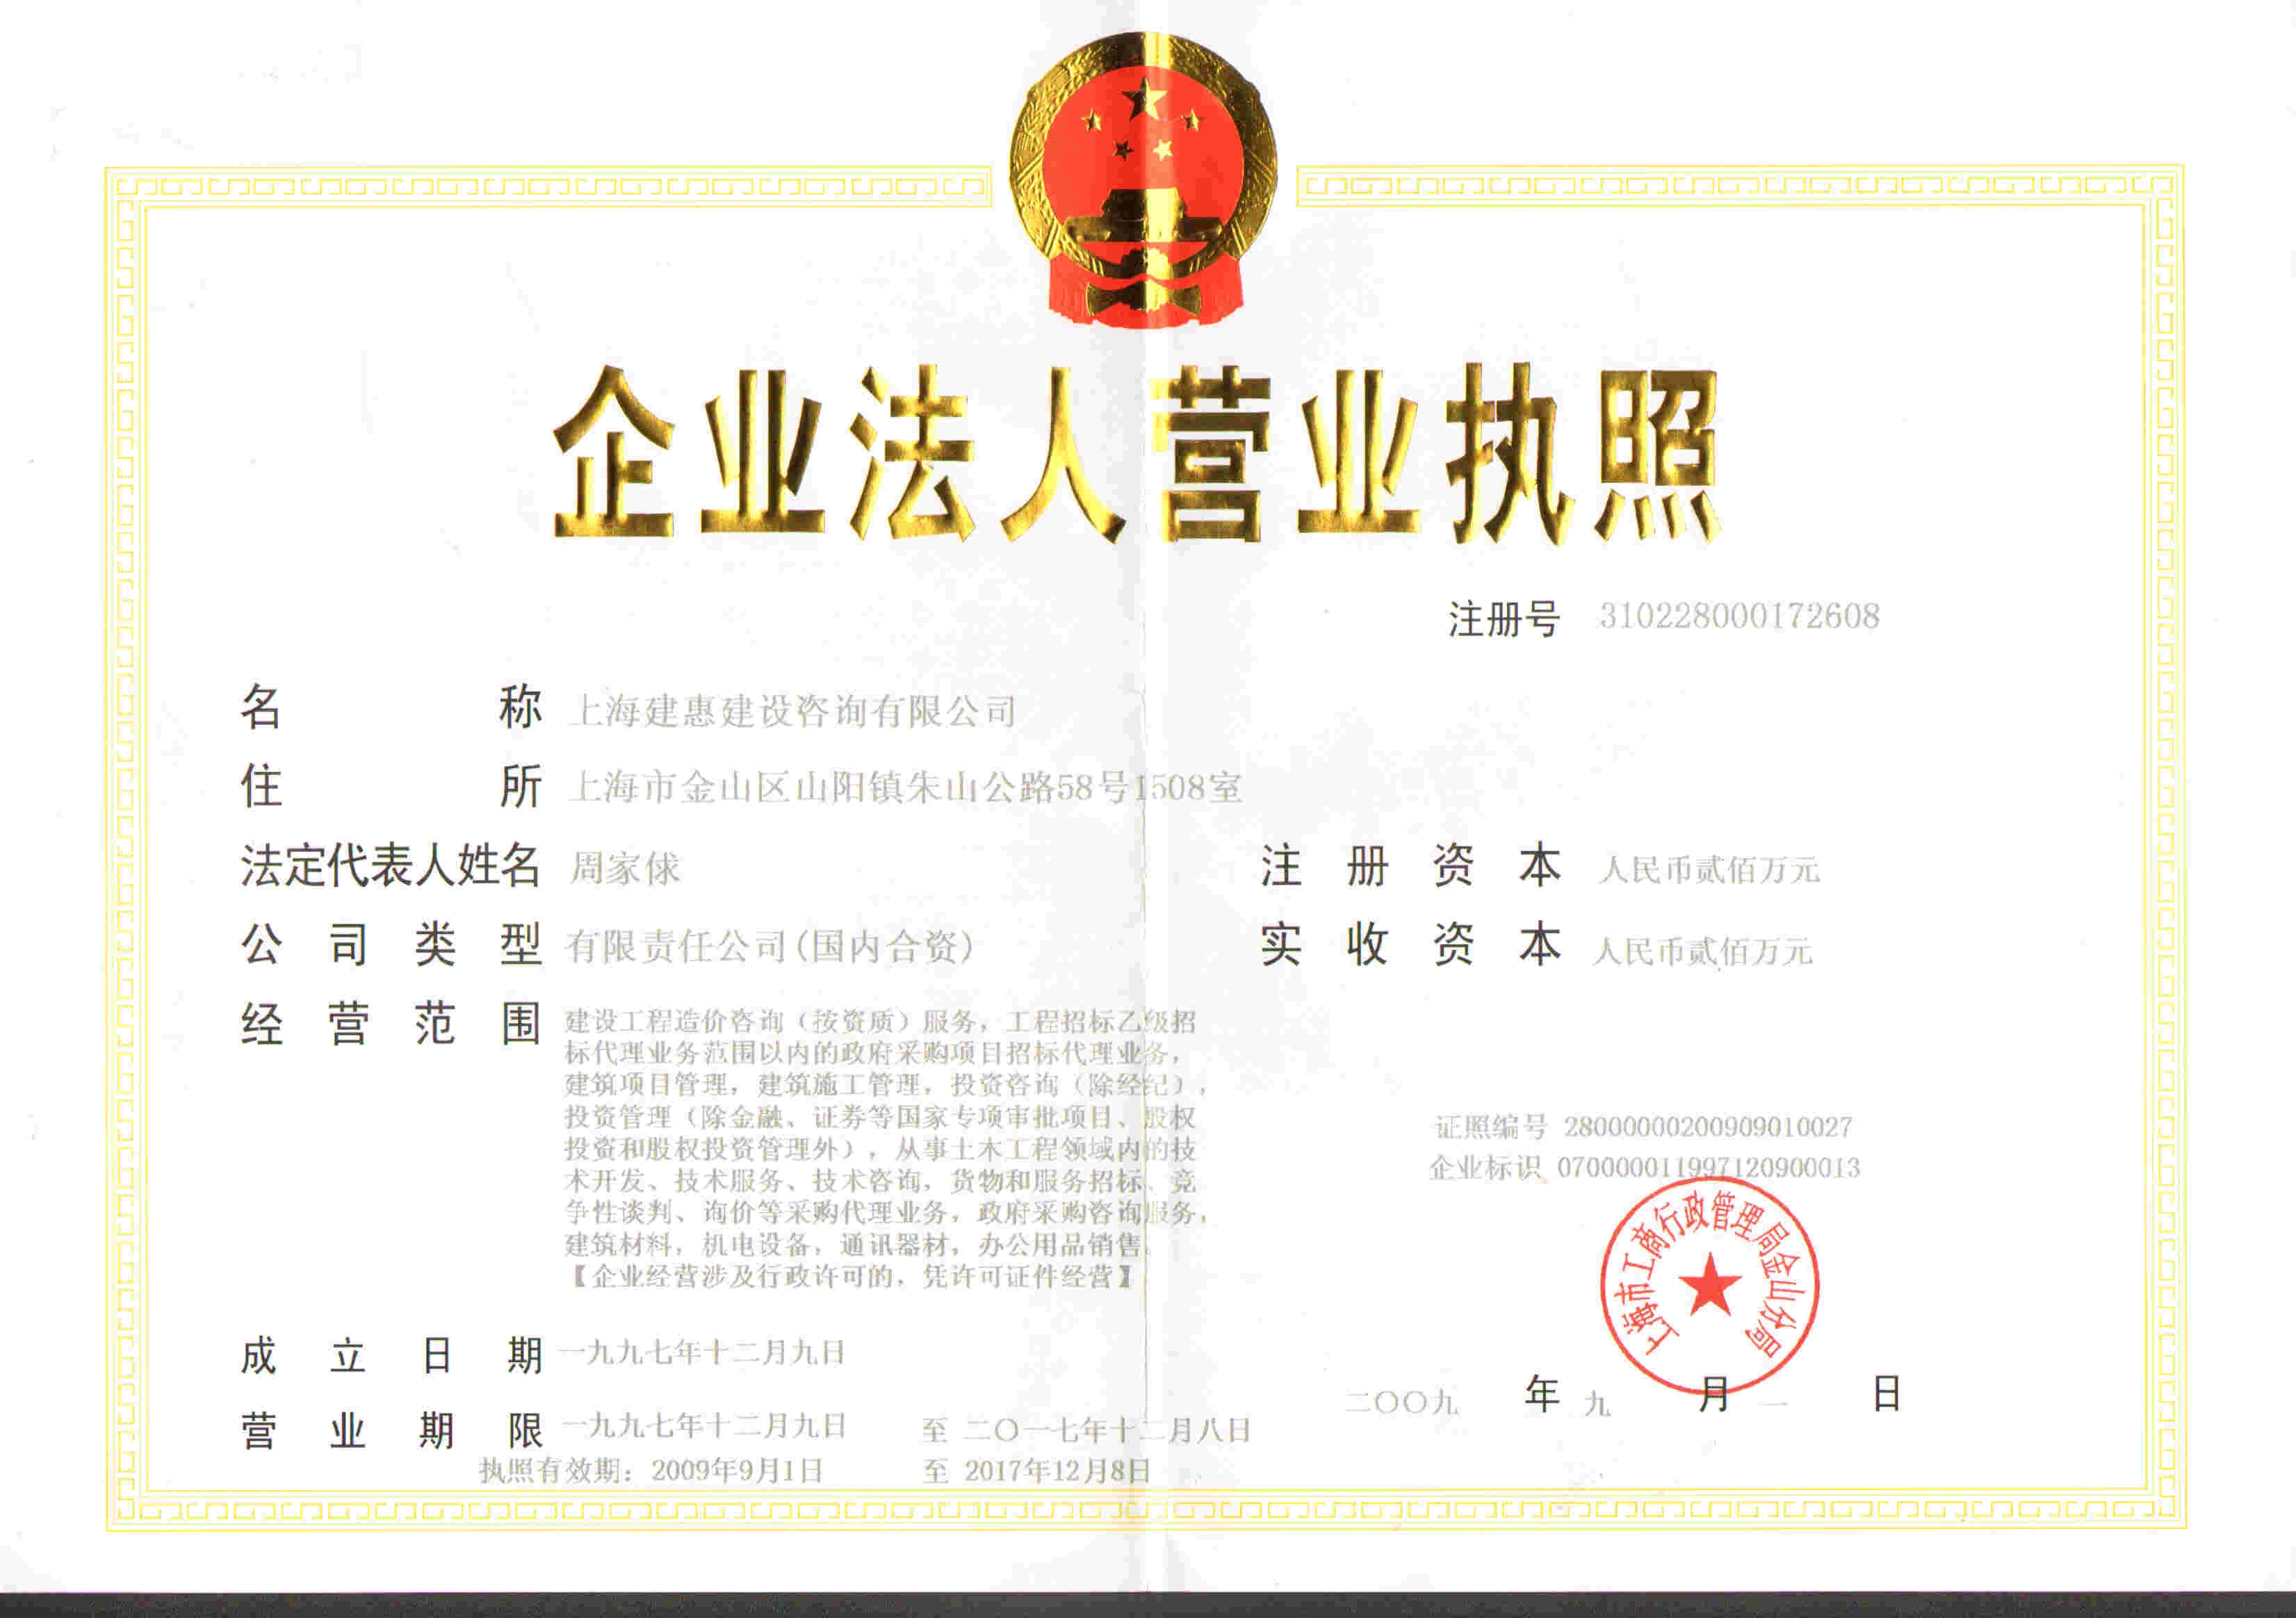 企业法人营业执照
注册号 310228000172608
名称 上海建惠建设咨询有限公司
住所 上海市金山区山阳镇朱山公路58号1508室
法定代表人姓名 周家俅
注册资本 人民币贰佰万元
公司类型 有限责任公司(国内合资)
实收资本 人民币贰佰万元
经营范围 建设工程造价咨询（按资质）服务，工程招标乙级招
标代理业务范围以内的政府采购项目招标代理业务，
建筑项目管理，建筑施工管理，投资咨询（除经纪），
投资管理（除金融、证券等国家专项审批项目、股权
投资和股权投资管理外），从事土木工程领域内的技
术开发、技术服务、技术咨询，货物和服务招标、竞
争性谈判、询价等采购代理业务，政府采购咨询服务，
建筑材料，机电设备，通讯器材，办公用品销售。
【企业经营涉及行政许可的，凭许可证件经营】
证照编号 28000000200909010027
企业标识 070000011997120900013
上海市工商行政管理局金山分局
成立日期 一九九七年十二月九日
二〇〇九年九月一日
营业期限 一九九七年十二月九日 至 二〇一七年十二月八日
执照有效期：2009年9月1日 至 2017年12月8日